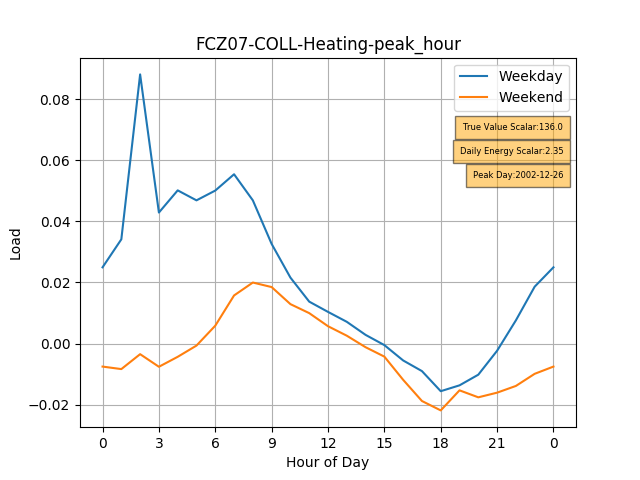 FCZ07-COLL-Heating-peak_hour
Weekday
Weekend
True Value Scalar:136.0
Daily Energy Scalar:2.35
Peak Day:2002-12-26
Load
0.08
0.06
0.04
0.02
0.00
−0.02
0 3 6 9 12 15 18 21 0
Hour of Day